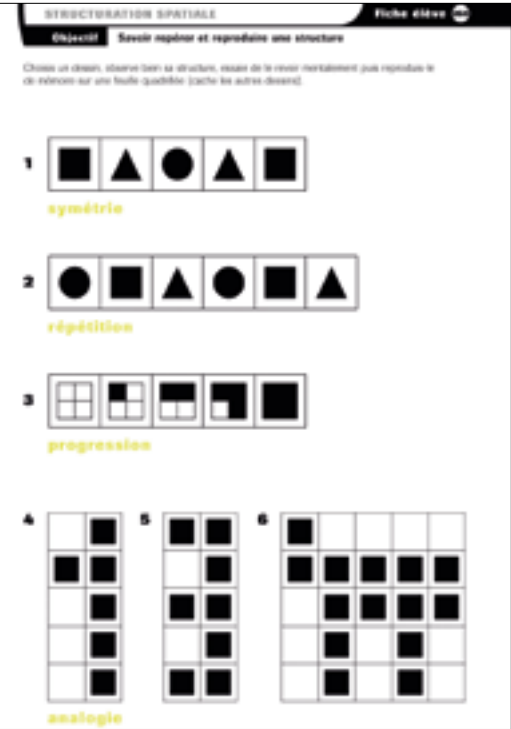 STRUCTURATION SPATIALE
Fiche élève
Objectif Savoir repérer et reproduire une structure
Choisis un dessin, observe bien sa structure, essaie de le revoir mentalement puis reproduis-le
de mémoire sur une feuille quadrillée (cache les autres dessins).
1
symétrie
2
répétition
3
progression
4 5 6
analogie